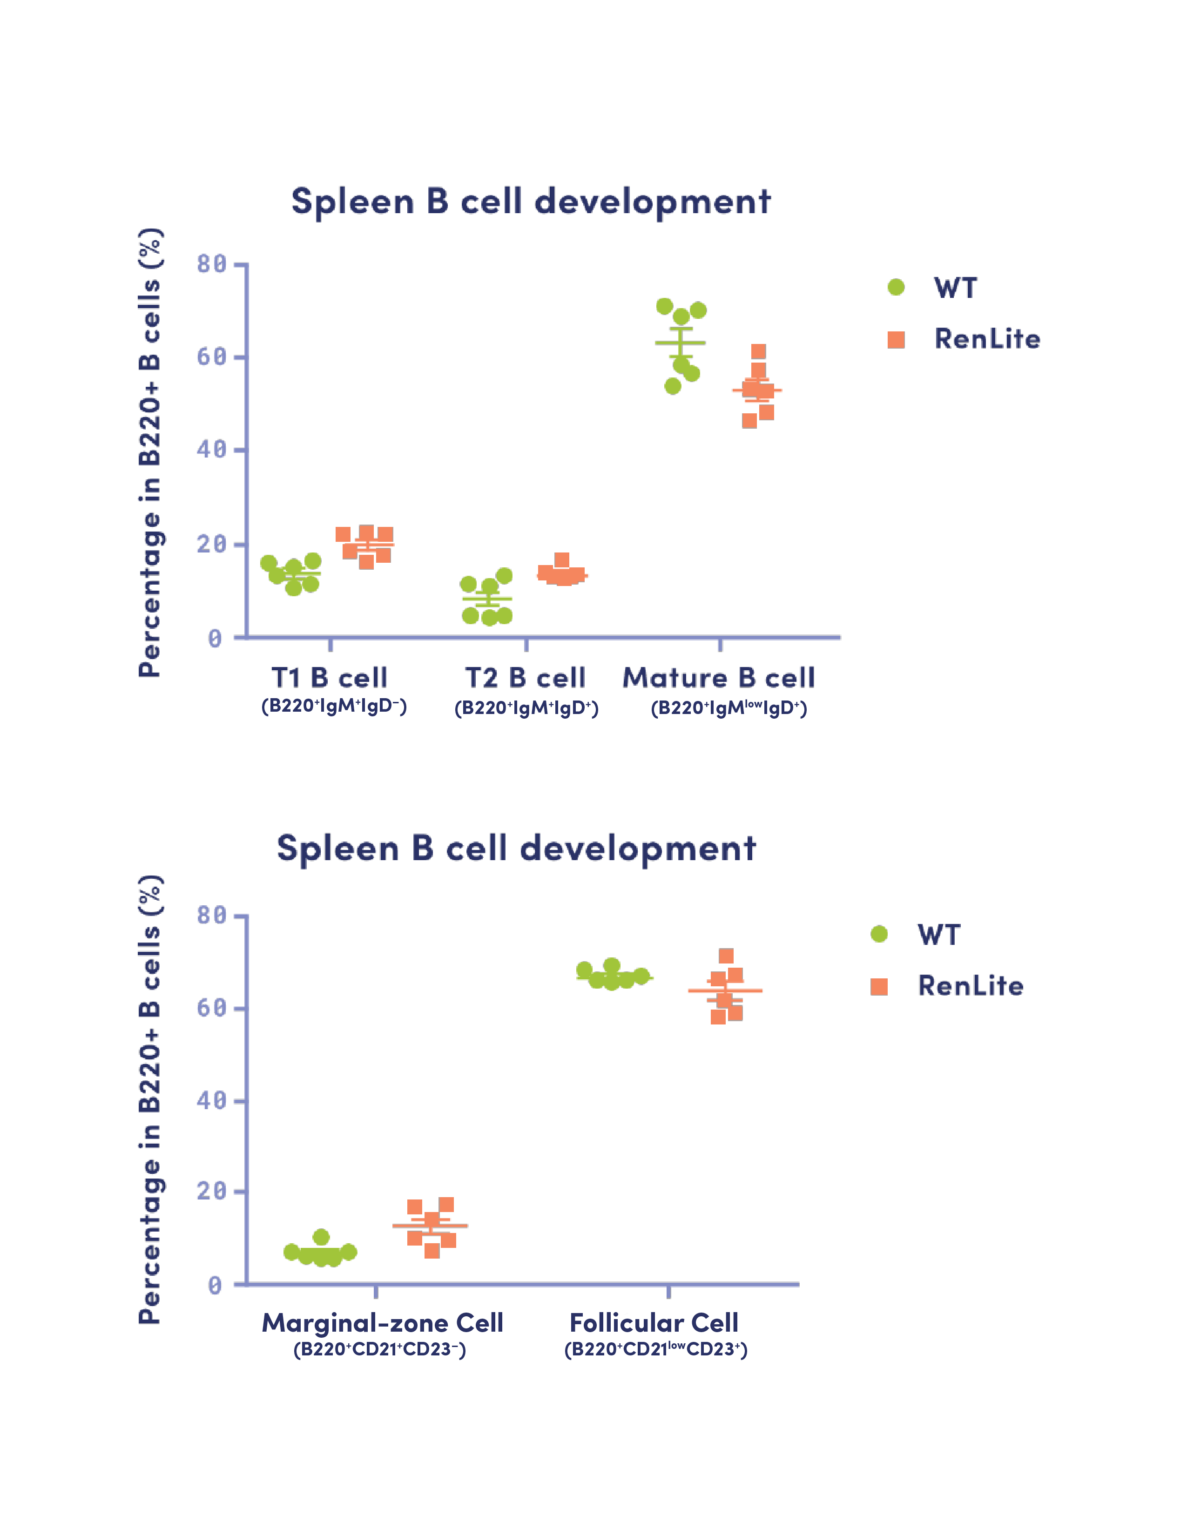 Spleen B cell development
Percentage in B220+ B cells (%)
80
60
40
20
0
WT
RenLite
T1 B cell
(B220⁺IgM⁺IgD⁻)
T2 B cell
(B220⁺IgM⁺IgD⁺)
Mature B cell
(B220⁺IgMˡᵒʷIgD⁺)
Spleen B cell development
Percentage in B220+ B cells (%)
80
60
40
20
0
WT
RenLite
Marginal-zone Cell
(B220⁺CD21⁺CD23⁻)
Follicular Cell
(B220⁺CD21ˡᵒʷCD23⁺)